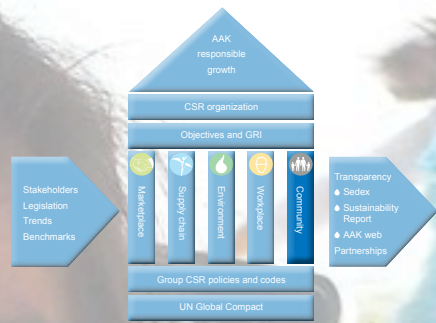 AAK
responsible
growth
CSR organization
Objectives and GRI
Stakeholders
Legislation
Trends
Benchmarks
Marketplace
Supply chain
Environment
Workplace
Community
Transparency
Sedex
Sustainability
Report
AAK web
Partnerships
Group CSR policies and codes
UN Global Compact